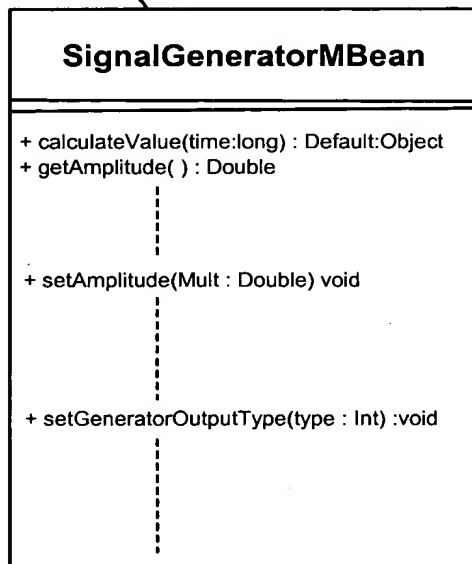 SignalGeneratorMBean
+ calculateValue(time:long) : Default:Object
+ getAmplitude( ) : Double
+ setAmplitude(Mult : Double) void
+ setGeneratorOutputType(type : Int) :void